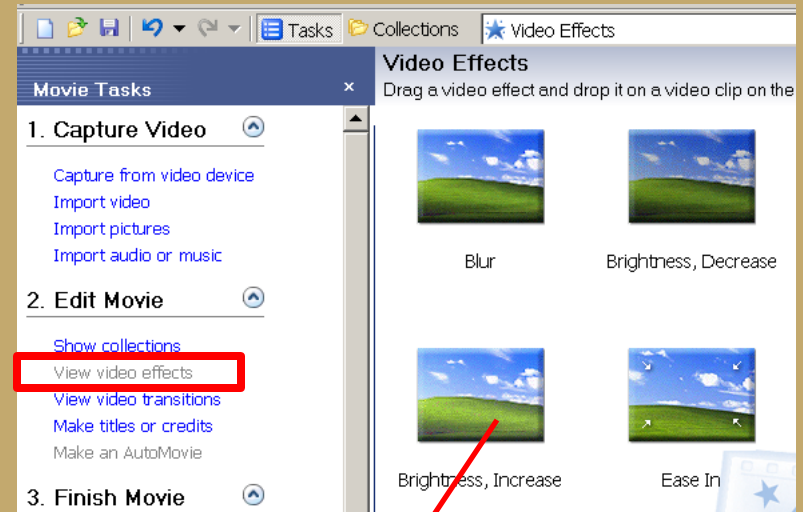 Tasks Collections Video Effects
Movie Tasks ×
1. Capture Video
Capture from video device
Import video
Import pictures
Import audio or music
2. Edit Movie
Show collections
View video effects
View video transitions
Make titles or credits
Make an AutoMovie
3. Finish Movie
Video Effects
Drag a video effect and drop it on a video clip on the
Blur
Brightness, Decrease
Brightness, Increase
Ease In